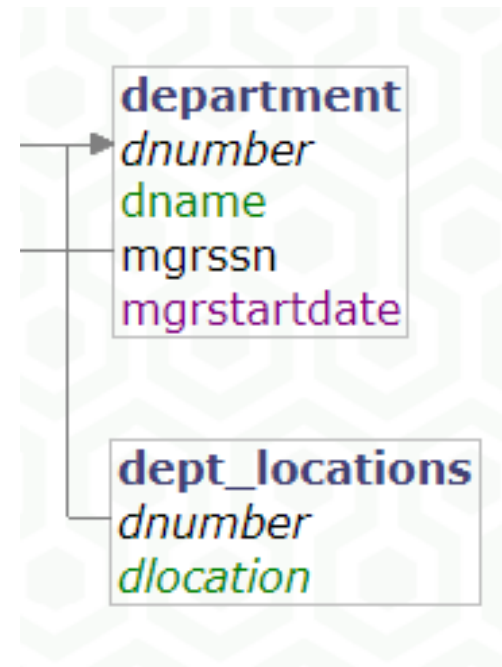 department
dnumber
dname
mgrssn
mgrstartdate
dept_locations
dnumber
dlocation